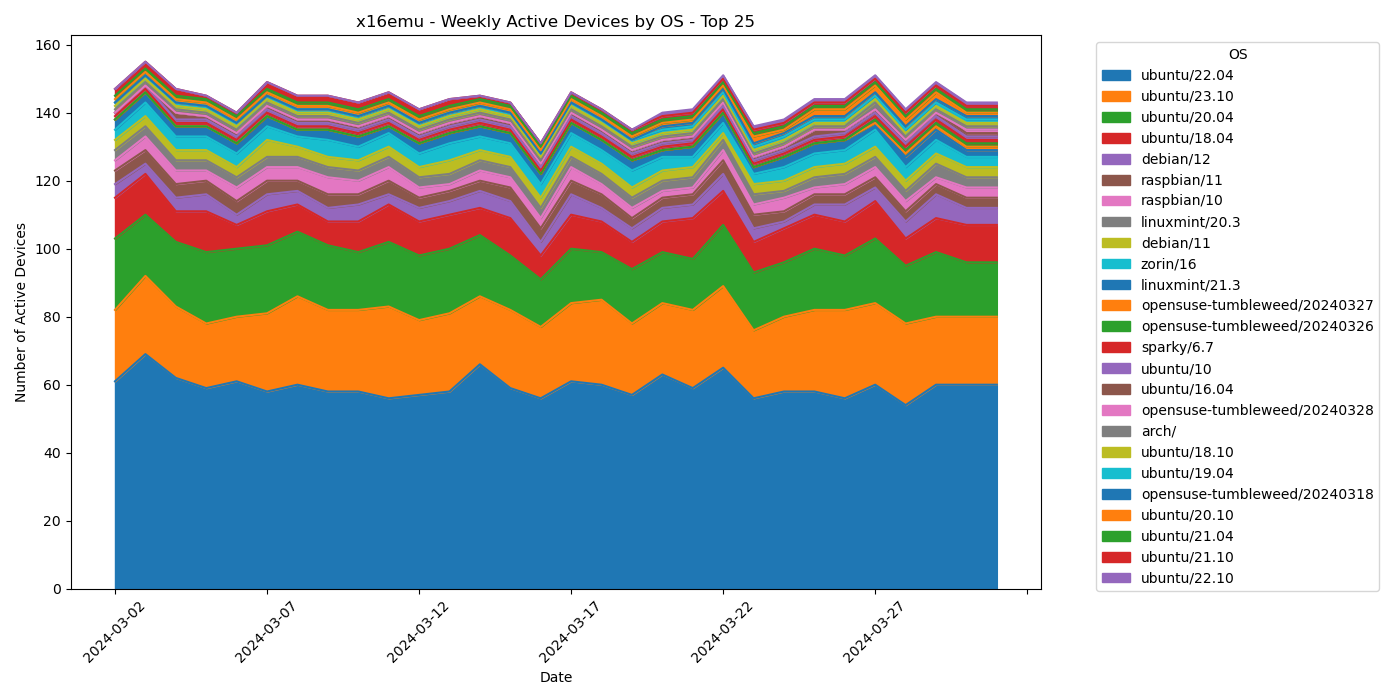 x16emu - Weekly Active Devices by OS - Top 25
160
140
120
100
80
60
40
20
0
Number of Active Devices
2024-03-02
2024-03-07
2024-03-12
2024-03-17
2024-03-22
2024-03-27
Date
OS
ubuntu/22.04
ubuntu/23.10
ubuntu/20.04
ubuntu/18.04
debian/12
raspbian/11
raspbian/10
linuxmint/20.3
debian/11
zorin/16
linuxmint/21.3
opensuse-tumbleweed/20240327
opensuse-tumbleweed/20240326
sparky/6.7
ubuntu/10
ubuntu/16.04
opensuse-tumbleweed/20240328
arch/
ubuntu/18.10
ubuntu/19.04
opensuse-tumbleweed/20240318
ubuntu/20.10
ubuntu/21.04
ubuntu/21.10
ubuntu/22.10